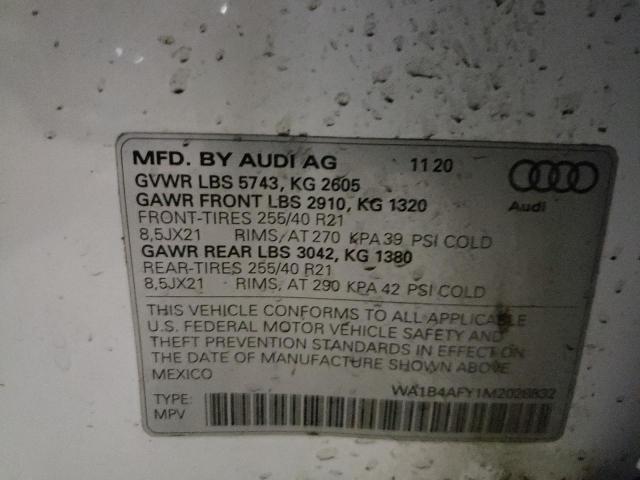 MFD. BY AUDI AG 11 20
GVWR LBS 5743, KG 2605
GAWR FRONT LBS 2910, KG 1320
Audi
FRONT-TIRES 255/40 R21
8,5JX21 RIMS, AT 270 KPA 39 PSI COLD
GAWR REAR LBS 3042, KG 1380
REAR-TIRES 255/40 R21
8,5JX21 RIMS, AT 290 KPA 42 PSI COLD
THIS VEHICLE CONFORMS TO ALL APPLICABLE
U.S. FEDERAL MOTOR VEHICLE SAFETY AND
THEFT PREVENTION STANDARDS IN EFFECT ON
THE DATE OF MANUFACTURE SHOWN ABOVE
MEXICO
TYPE:
MPV